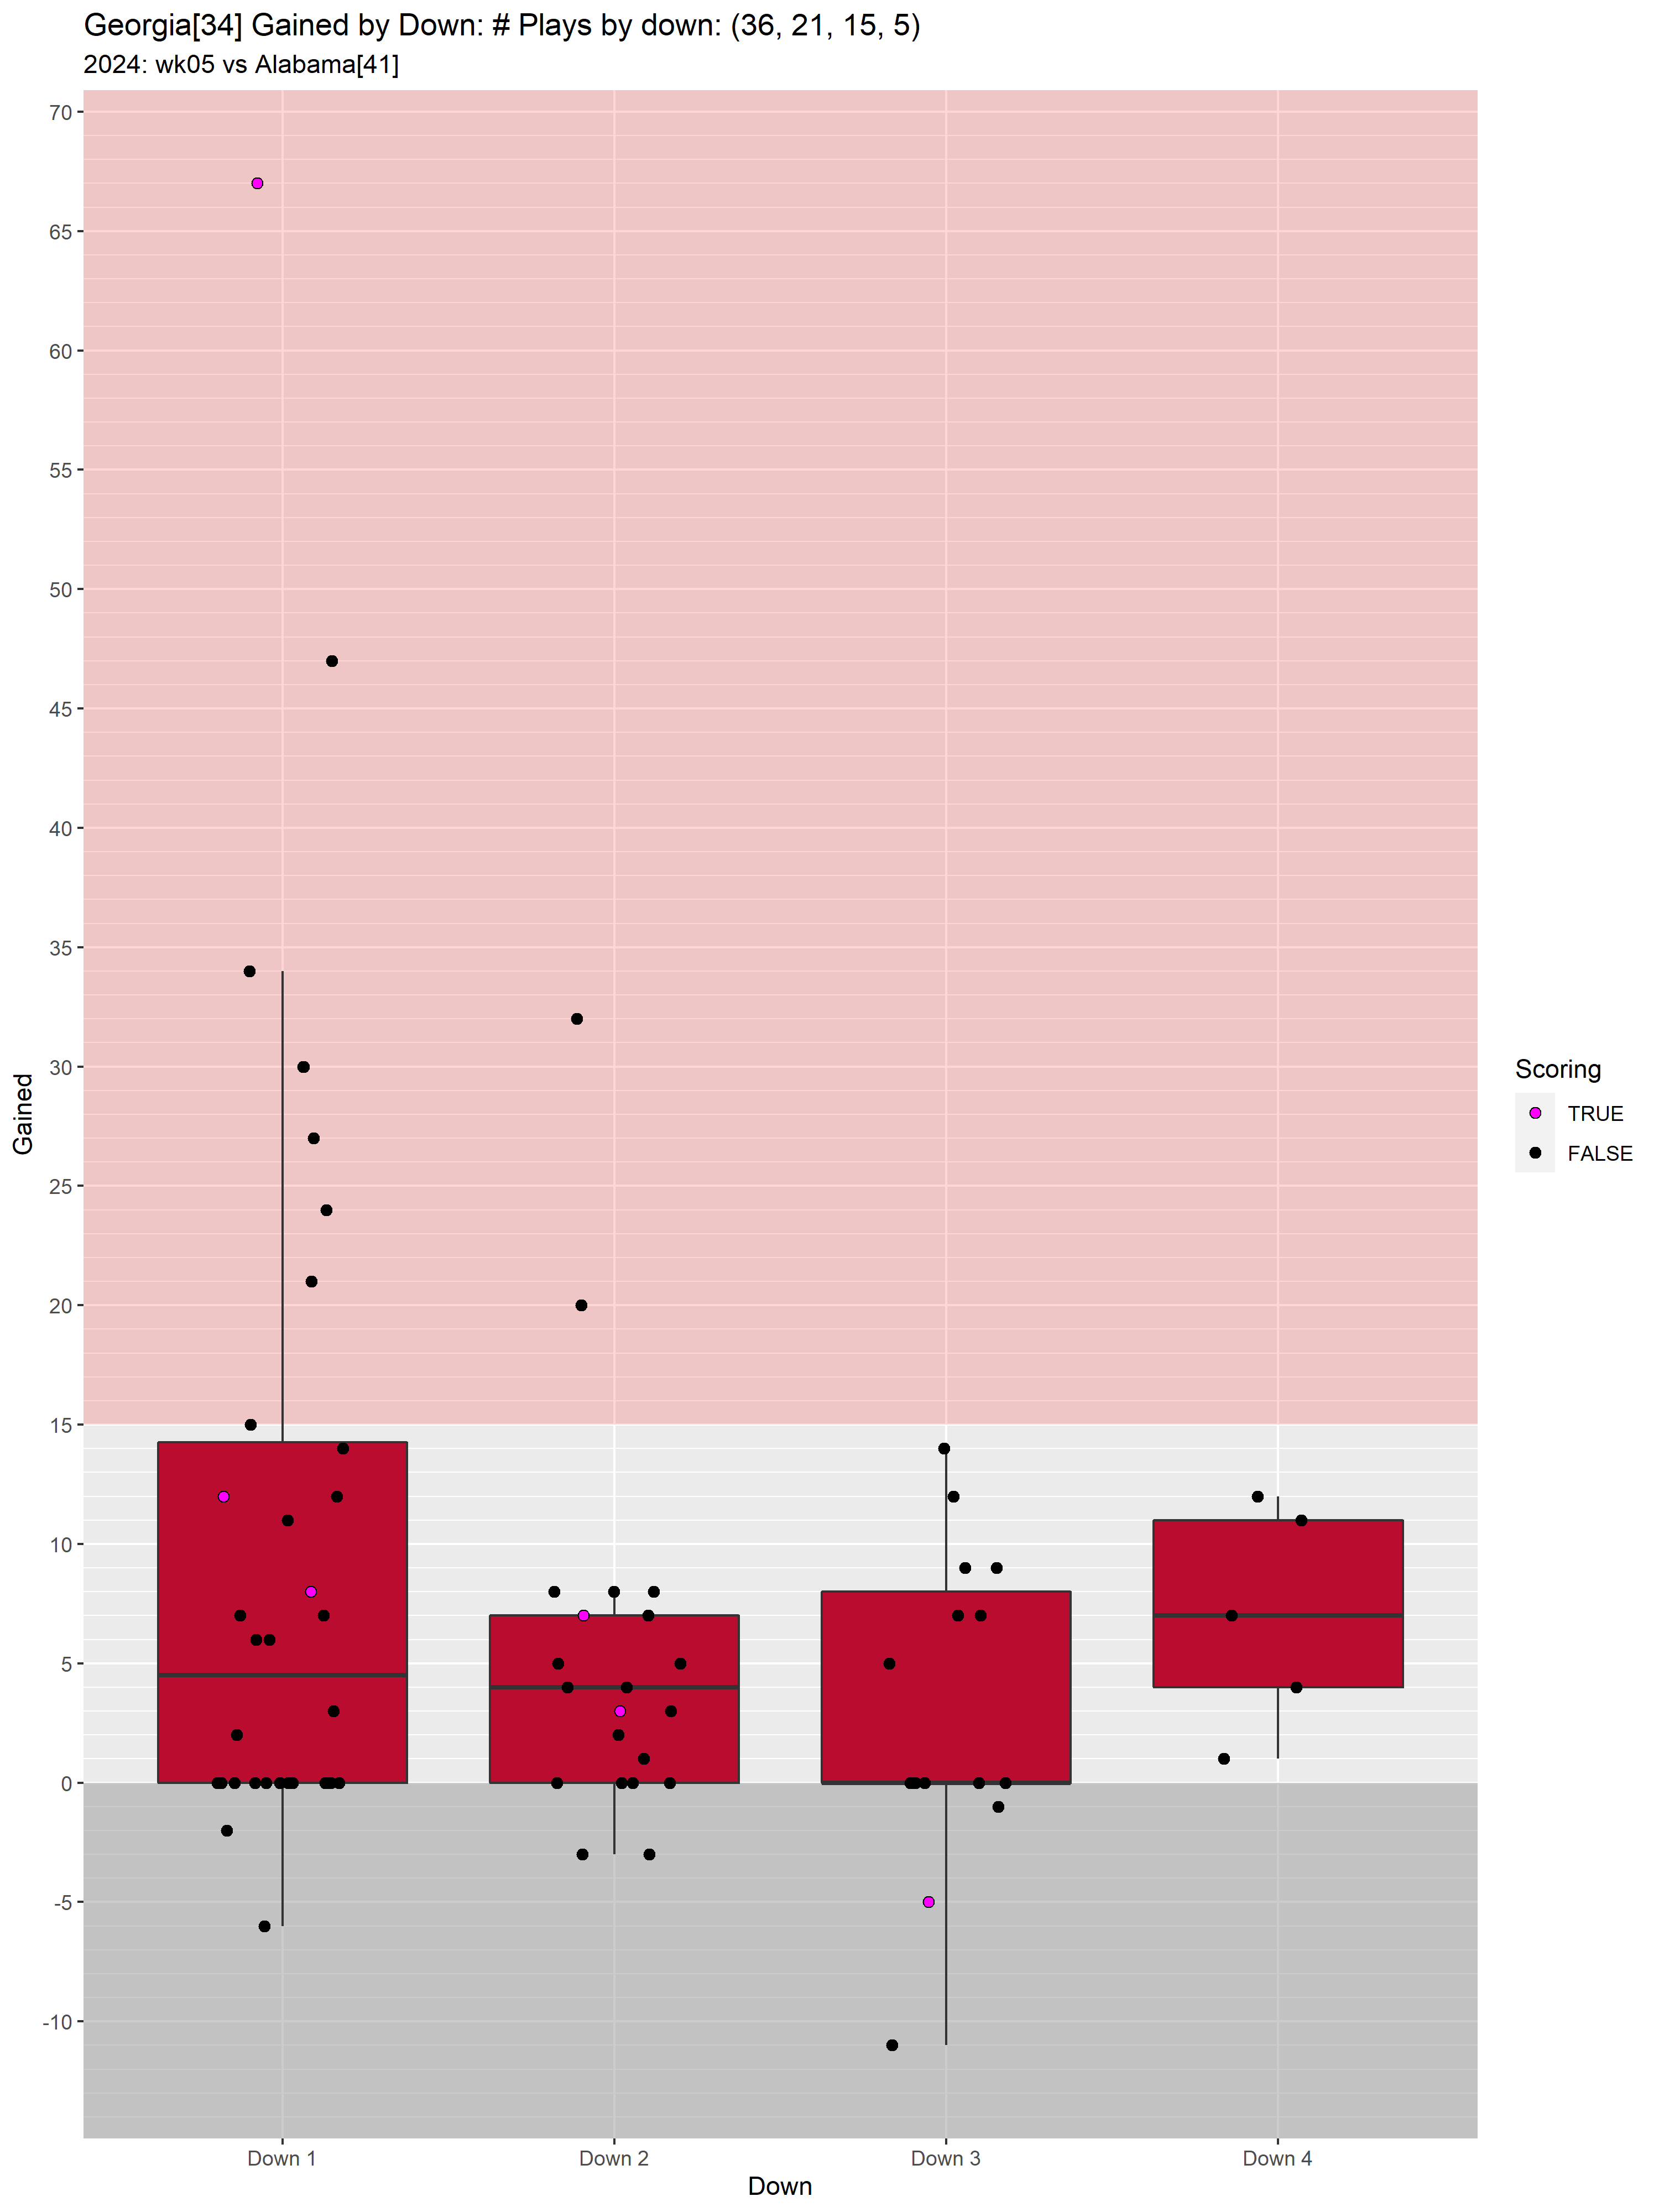 Georgia[34] Gained by Down: # Plays by down: (36, 21, 15, 5)
2024: wk05 vs Alabama[41]
70
65
60
55
50
45
40
35
30
25
20
15
10
5
0
-5
-10
Gained
Down 1
Down 2
Down 3
Down 4
Down
Scoring
TRUE
FALSE